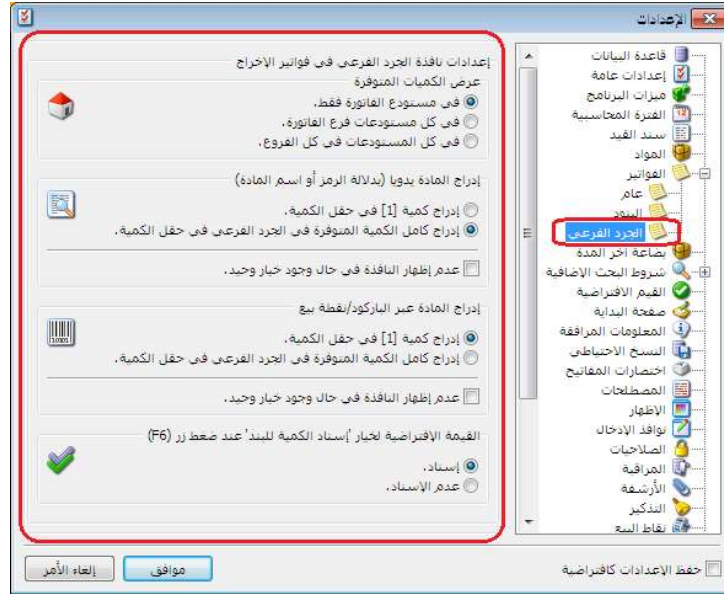 الإعدادات
قاعدة البيانات
إعدادات عامة
ميزات البرنامج
الفترة المحاسبية
سند القيد
المواد
الفواتير
عام
البنود
الجرد الفرعي
بضاعة آخر المدة
شروط البحث الإضافية
القيم الافتراضية
صفحة البداية
المعلومات المرافقة
النسخ الاحتياطي
اختصارات المفاتيح
المصطلحات
الإظهار
نوافذ الإدخال
الصلاحيات
المراقبة
الأرشفة
التذكير
نقاط البيع
إعدادات نافذة الجرد الفرعي في فواتير الإخراج
عرض الكميات المتوفرة
في مستودع الفاتورة فقط.
في كل مستودعات فرع الفاتورة.
في كل المستودعات في كل الفروع.
إدراج المادة يدويا (بدلالة الرمز أو اسم المادة)
إدراج كمية [1] في حقل الكمية.
إدراج كامل الكمية المتوفرة في الجرد الفرعي في حقل الكمية.
عدم إظهار النافذة في حال وجود خيار وحيد.
إدراج المادة عبر الباركود/نقطة بيع
إدراج كمية [1] في حقل الكمية.
إدراج كامل الكمية المتوفرة في الجرد الفرعي في حقل الكمية.
عدم إظهار النافذة في حال وجود خيار وحيد.
القيمة الافتراضية لخيار 'إسناد الكمية للبند' عند ضغط زر (F6)
إسناد.
عدم الإسناد.
حفظ الإعدادات كافتراضية
موافق
إلغاء الأمر